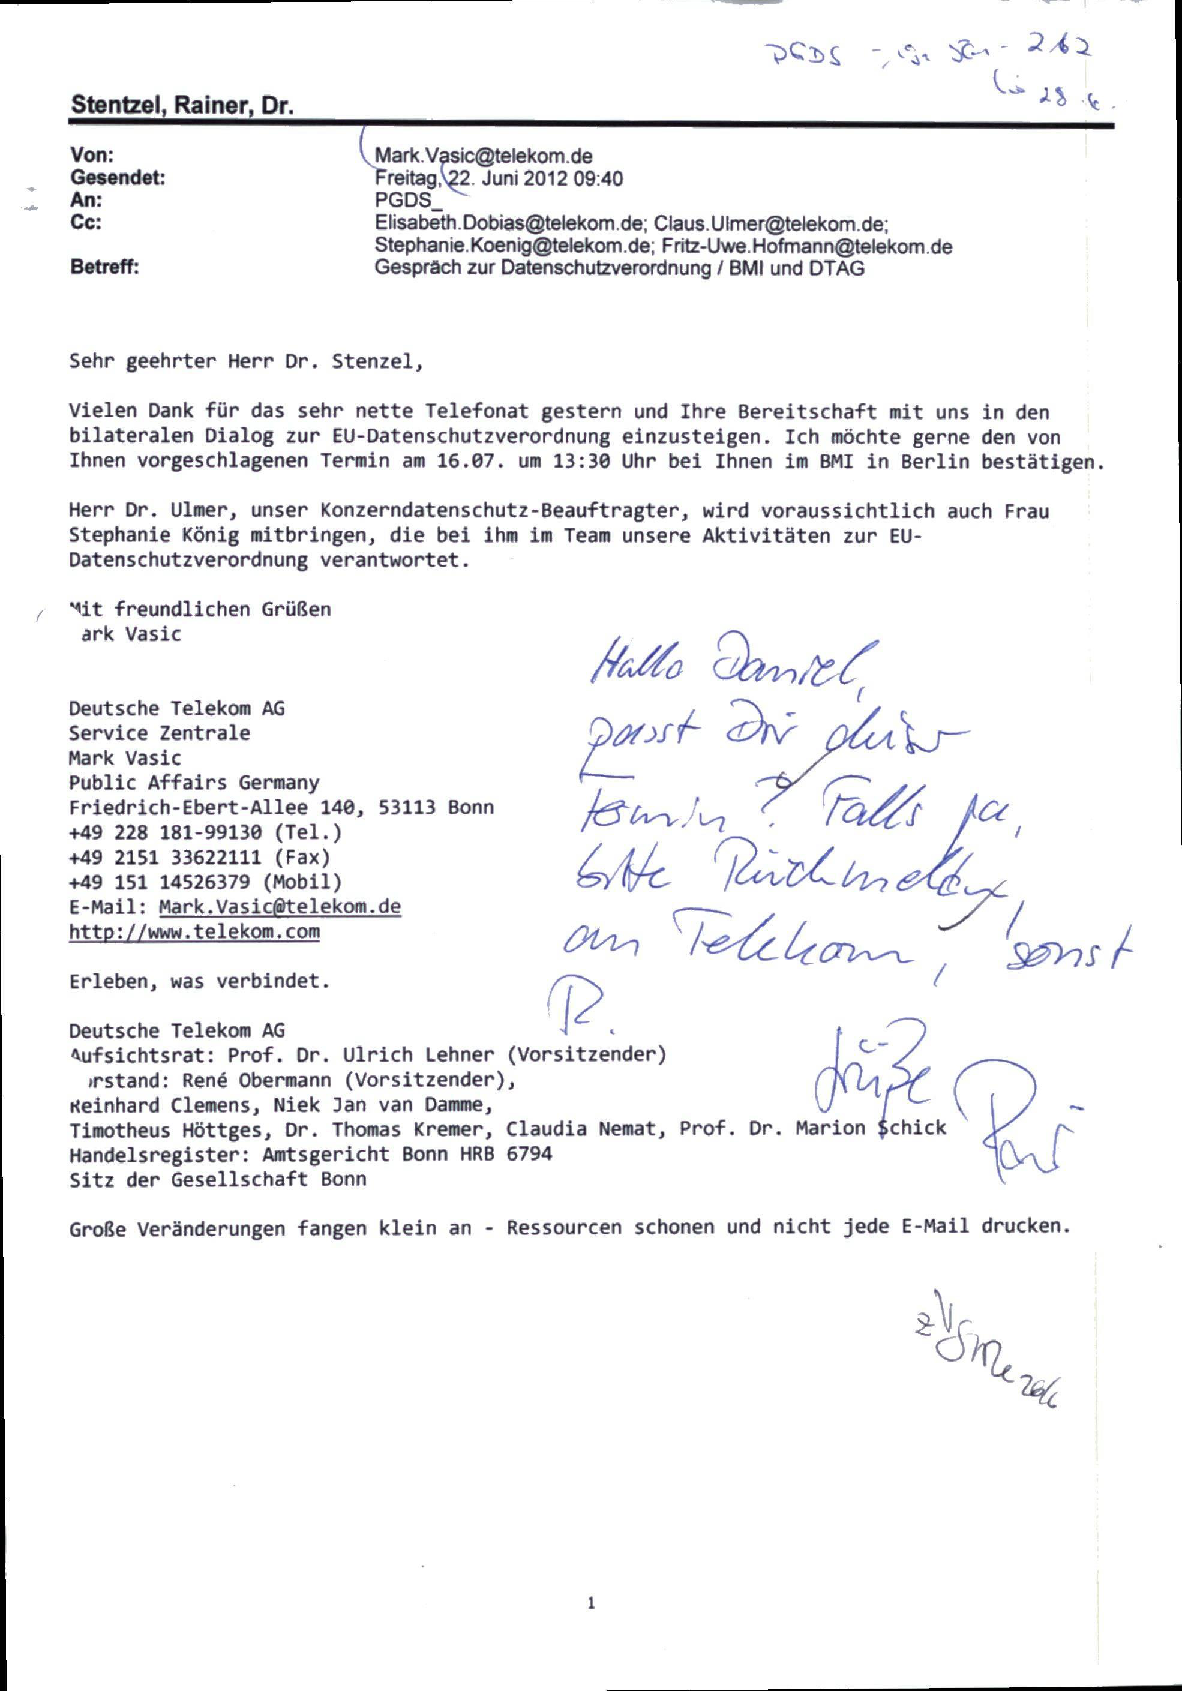 PGDS
28.6.
Stentzel, Rainer, Dr.
Von: Mark.Vasic@telekom.de
Gesendet: Freitag, 22. Juni 2012 09:40
An: PGDS_
Cc: Elisabeth.Dobias@telekom.de; Claus.Ulmer@telekom.de;
Stephanie.Koenig@telekom.de; Fritz-Uwe.Hofmann@telekom.de
Betreff: Gespräch zur Datenschutzverordnung / BMI und DTAG
Sehr geehrter Herr Dr. Stenzel,
Vielen Dank für das sehr nette Telefonat gestern und Ihre Bereitschaft mit uns in den
bilateralen Dialog zur EU-Datenschutzverordnung einzusteigen. Ich möchte gerne den von
Ihnen vorgeschlagenen Termin am 16.07. um 13:30 Uhr bei Ihnen im BMI in Berlin bestätigen.
Herr Dr. Ulmer, unser Konzerndatenschutz-Beauftragter, wird voraussichtlich auch Frau
Stephanie König mitbringen, die bei ihm im Team unsere Aktivitäten zur EU-
Datenschutzverordnung verantwortet.
Mit freundlichen Grüßen
ark Vasic
Deutsche Telekom AG
Service Zentrale
Mark Vasic
Public Affairs Germany
Friedrich-Ebert-Allee 140, 53113 Bonn
+49 228 181-99130 (Tel.)
+49 2151 33622111 (Fax)
+49 151 14526379 (Mobil)
E-Mail: Mark.Vasic@telekom.de
http://www.telekom.com
Erleben, was verbindet.
Deutsche Telekom AG
Aufsichtsrat: Prof. Dr. Ulrich Lehner (Vorsitzender)
rstand: René Obermann (Vorsitzender),
Reinhard Clemens, Niek Jan van Damme,
Timotheus Höttges, Dr. Thomas Kremer, Claudia Nemat, Prof. Dr. Marion Schick
Handelsregister: Amtsgericht Bonn HRB 6794
Sitz der Gesellschaft Bonn
Große Veränderungen fangen klein an - Ressourcen schonen und nicht jede E-Mail drucken.
Hallo Daniel,
passt Dir dieser
Termin? Falls ja,
bitte Rückmeldung
an Telekom, sonst
R.
Grüße
1